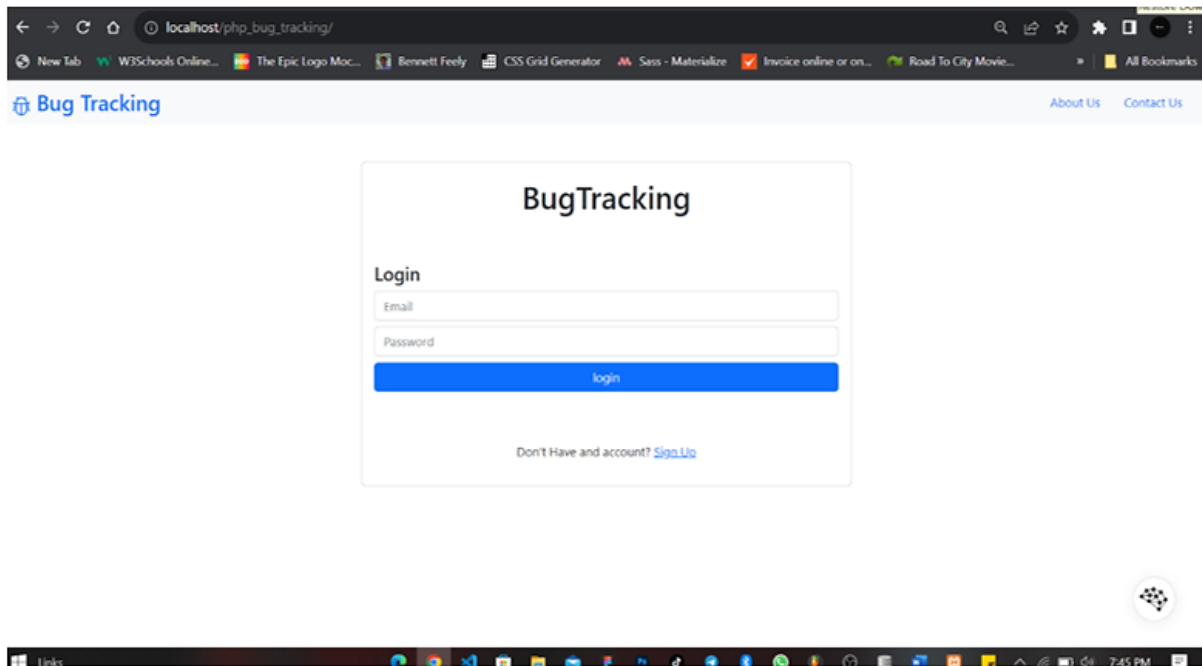 localhost/php_bug_tracking/
New Tab W3Schools Online... The Epic Logo Moc... Bennett Feely CSS Grid Generator Sass - Materialize Invoice online or on... Road To City Movie... » All Bookmarks
Bug Tracking About Us Contact Us
BugTracking
Login
Email
Password
login
Don't Have and account? Sign Up
Links 7:45 PM